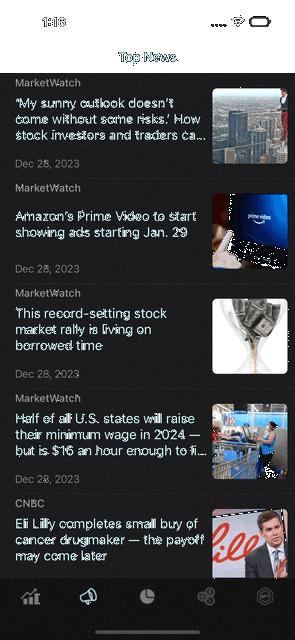 1:16
Top News
MarketWatch
'My sunny outlook doesn't
come without some risks.' How
stock investors and traders ca...
Dec 28, 2023
MarketWatch
Amazon's Prime Video to start
showing ads starting Jan. 29
prime video
Dec 28, 2023
MarketWatch
This record-setting stock
market rally is living on
borrowed time
Dec 28, 2023
MarketWatch
Half of all U.S. states will raise
their minimum wage in 2024 —
but is $16 an hour enough to fi...
Dec 28, 2023
CNBC
Eli Lilly completes small buy of
cancer drugmaker — the payoff
may come later